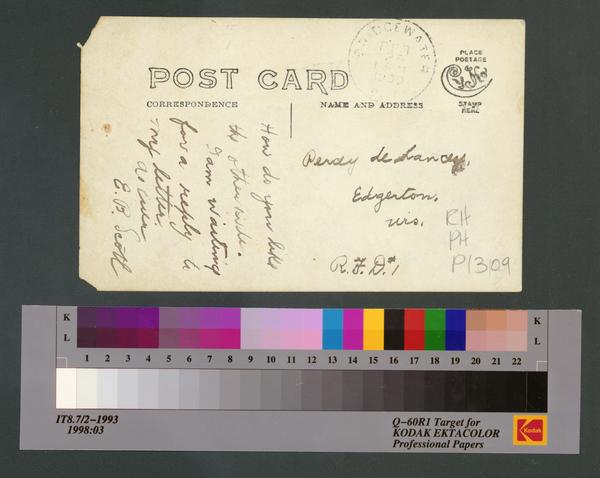 POST CARD
CORRESPONDENCE
NAME AND ADDRESS
BRIDGEWATER
PLACE
POSTAGE
STAMP
HERE
How do you like
the other side.
I am waiting
for a reply to
my letter.
as ever
E. B. Scott
Percy de Lancey,
Edgerton,
Wis.
R.F.D.#1
RH
PH
P1309
K
L
K
L
1 2 3 4 5 6 7 8 9 10 11 12 13 14 15 16 17 18 19 20 21 22
IT8.7/2-1993
1998:03
Q-60R1 Target for
KODAK EKTACOLOR
Professional Papers
Kodak